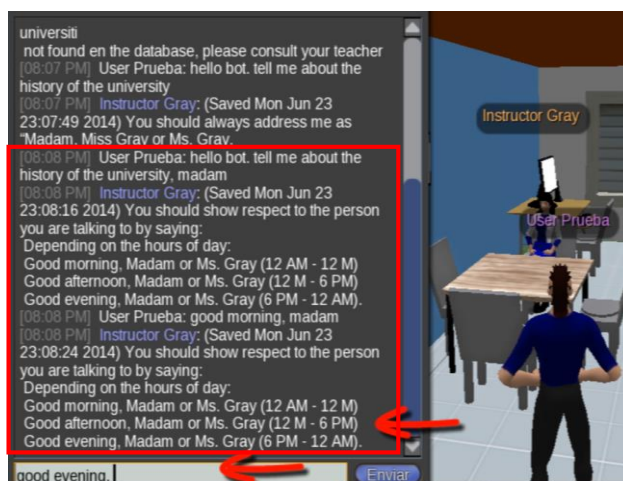 universiti
not found en the database, please consult your teacher
[08:07 PM] User Prueba: hello bot. tell me about the
history of the university
[08:07 PM] Instructor Gray: (Saved Mon Jun 23
23:07:49 2014) You should always address me as
"Madam, Miss Gray or Ms. Gray.
[08:08 PM] User Prueba: hello bot. tell me about the
history of the university, madam
[08:08 PM] Instructor Gray: (Saved Mon Jun 23
23:08:16 2014) You should show respect to the person
you are talking to by saying:
Depending on the hours of day:
Good morning, Madam or Ms. Gray (12 AM - 12 M)
Good afternoon, Madam or Ms. Gray (12 M - 6 PM)
Good evening, Madam or Ms. Gray (6 PM - 12 AM).
[08:08 PM] User Prueba: good morning, madam
[08:08 PM] Instructor Gray: (Saved Mon Jun 23
23:08:24 2014) You should show respect to the person
you are talking to by saying:
Depending on the hours of day:
Good morning, Madam or Ms. Gray (12 AM - 12 M)
Good afternoon, Madam or Ms. Gray (12 M - 6 PM)
Good evening, Madam or Ms. Gray (6 PM - 12 AM).
good evening,
Enviar
Instructor Gray
User Prueba